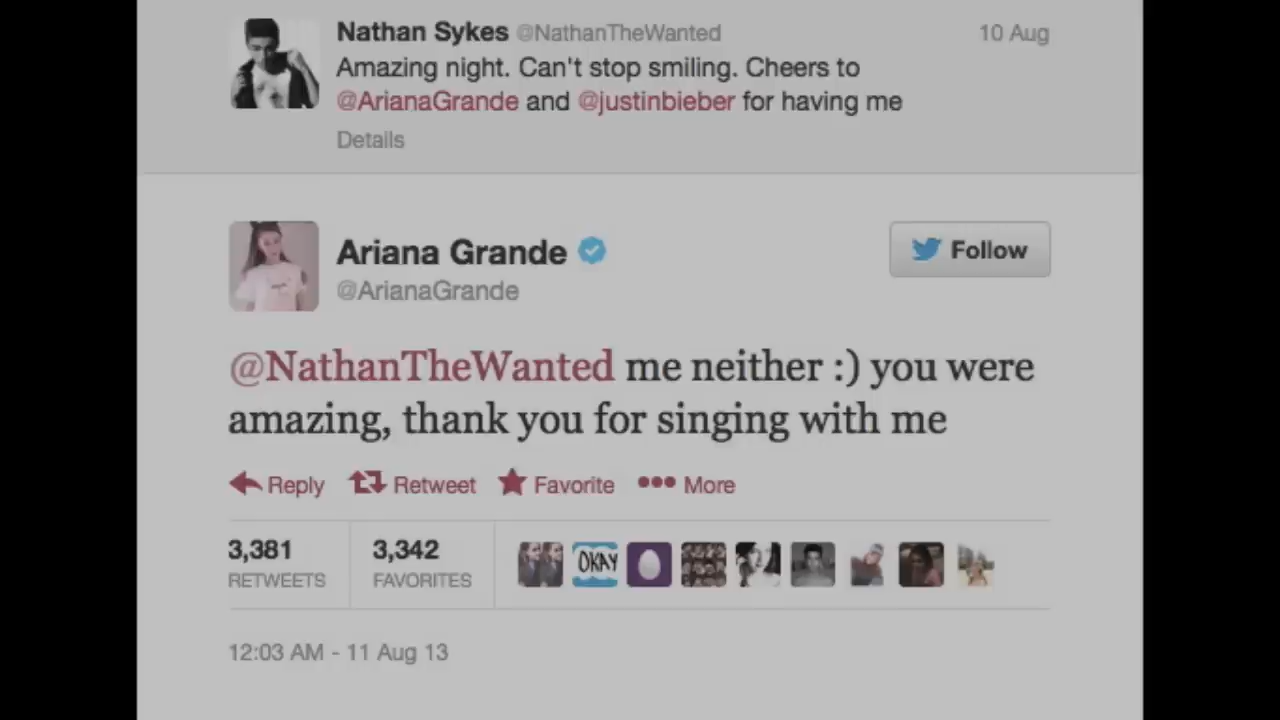 Nathan Sykes @NathanTheWanted 10 Aug
Amazing night. Can't stop smiling. Cheers to
@ArianaGrande and @justinbieber for having me
Details
Ariana Grande
Follow
@ArianaGrande
@NathanTheWanted me neither :) you were
amazing, thank you for singing with me
Reply Retweet Favorite More
3,381 3,342
RETWEETS FAVORITES
OKAY
12:03 AM - 11 Aug 13